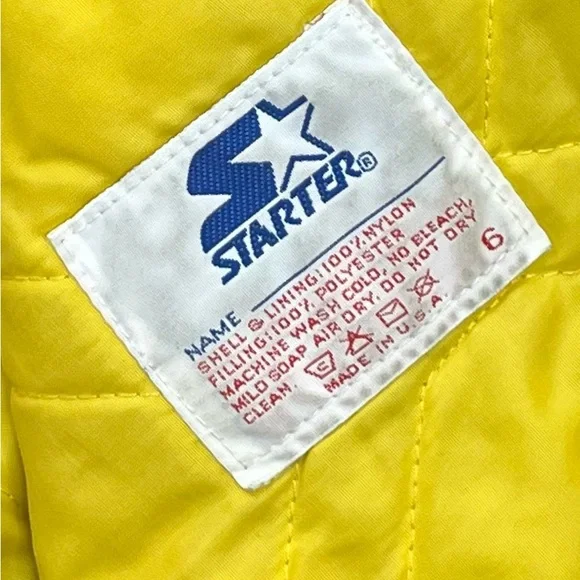 STARTER®
NAME
SHELL & LINING:100% NYLON
FILLING:100% POLYESTER
MACHINE WASH COLD, NO BLEACH,
MILD SOAP AIR DRY. DO NOT DRY
CLEAN.
MADE IN U.S.A.
6